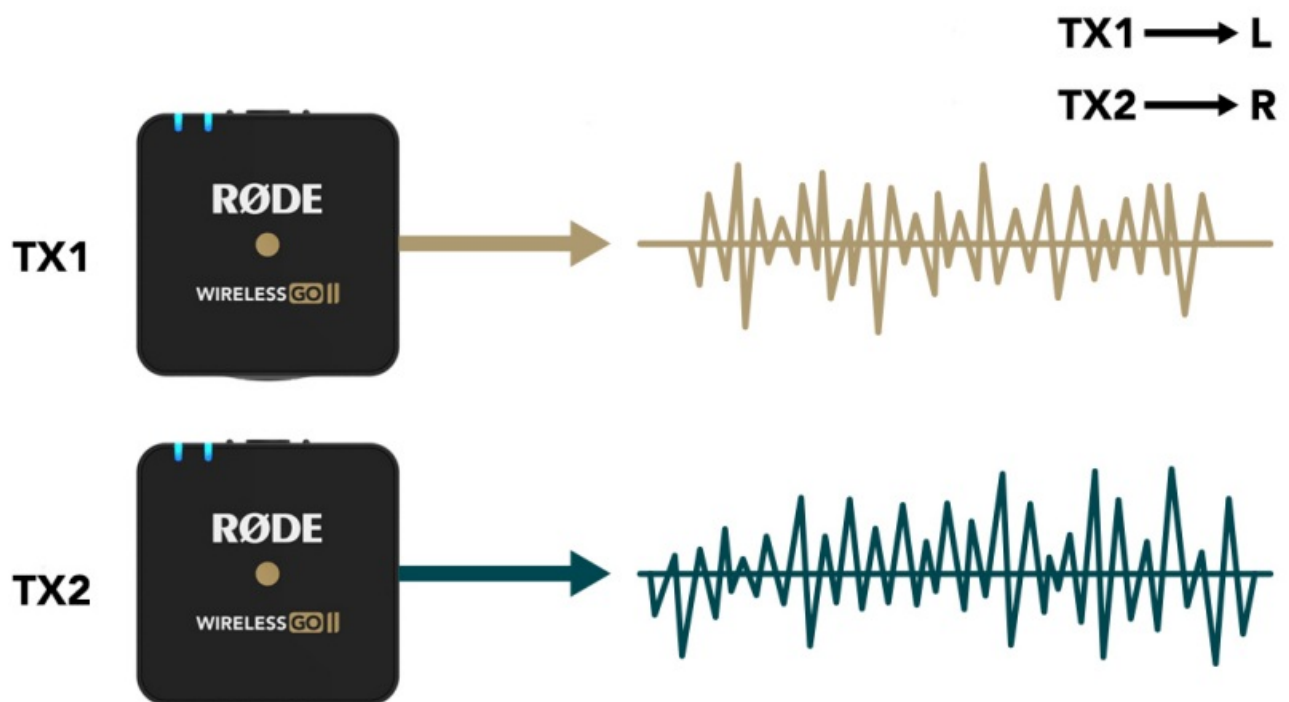 TX1 → L
TX2 → R
TX1
RØDE
WIRELESS GO II
TX2
RØDE
WIRELESS GO II